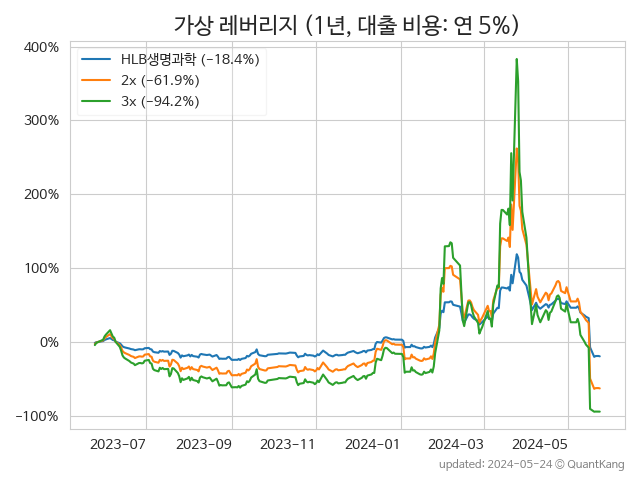 가상 레버리지 (1년, 대출 비용: 연 5%)
400%
300%
200%
100%
0%
−100%
HLB생명과학 (−18.4%)
2x (−61.9%)
3x (−94.2%)
2023-07
2023-09
2023-11
2024-01
2024-03
2024-05
updated: 2024-05-24 © QuantKang